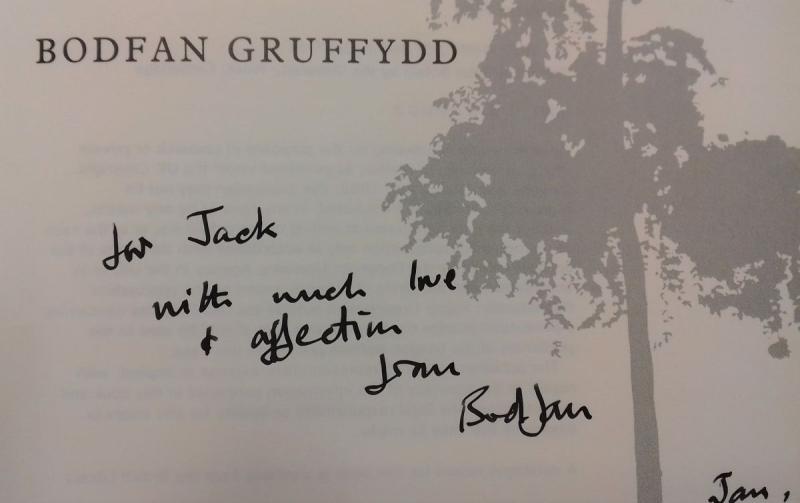 BODFAN GRUFFYDD
for Jack
with much love
& affection
from
Bodfan
Jan,